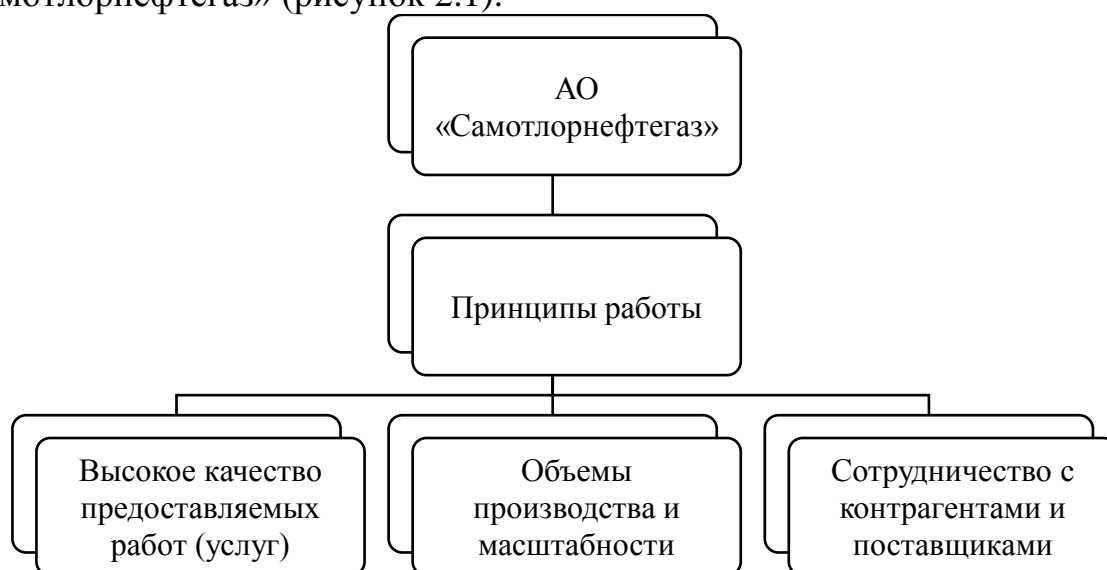 мотлорнефтегаз» (рисунок 2.1).
АО
«Самотлорнефтегаз»
Принципы работы
Высокое качество
предоставляемых
работ (услуг)
Объемы
производства и
масштабности
Сотрудничество с
контрагентами и
поставщиками